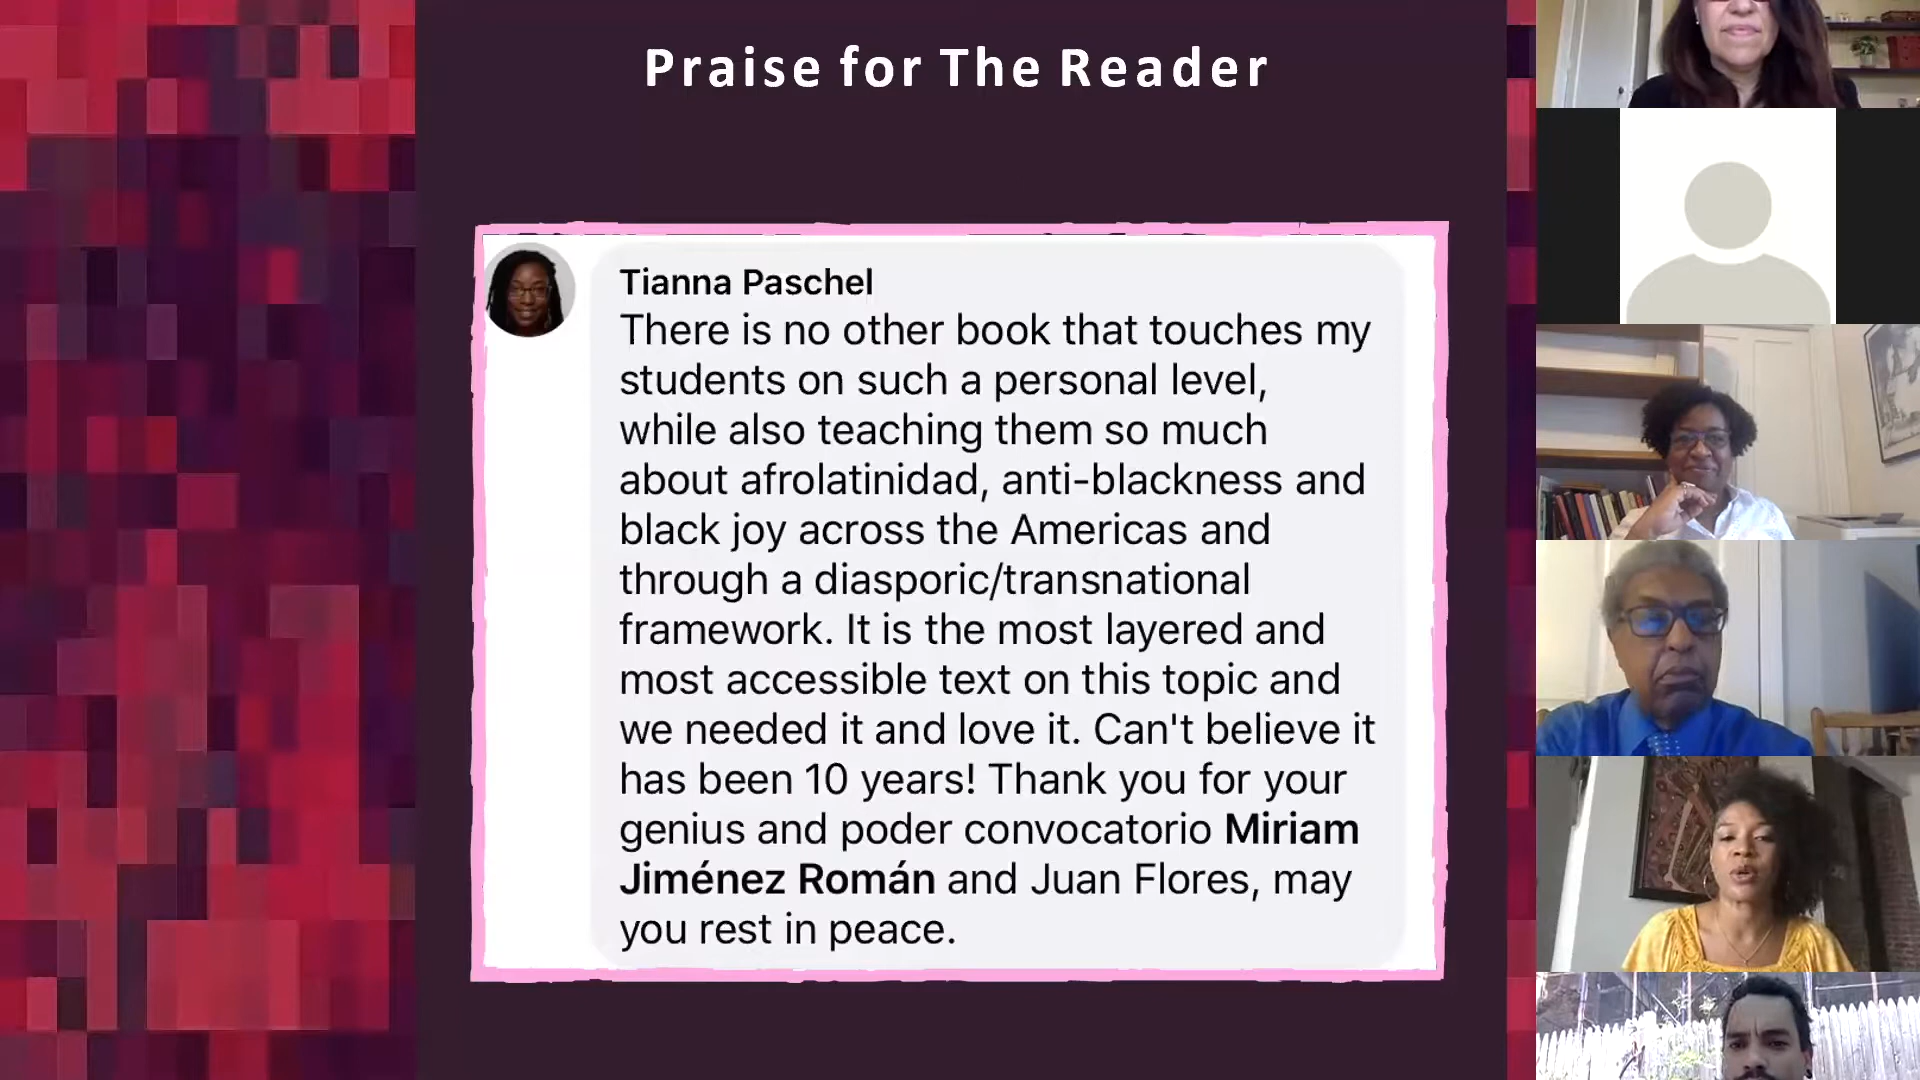 Praise for The Reader
Tianna Paschel
There is no other book that touches my
students on such a personal level,
while also teaching them so much
about afrolatinidad, anti-blackness and
black joy across the Americas and
through a diasporic/transnational
framework. It is the most layered and
most accessible text on this topic and
we needed it and love it. Can't believe it
has been 10 years! Thank you for your
genius and poder convocatorio Miriam
Jiménez Román and Juan Flores, may
you rest in peace.